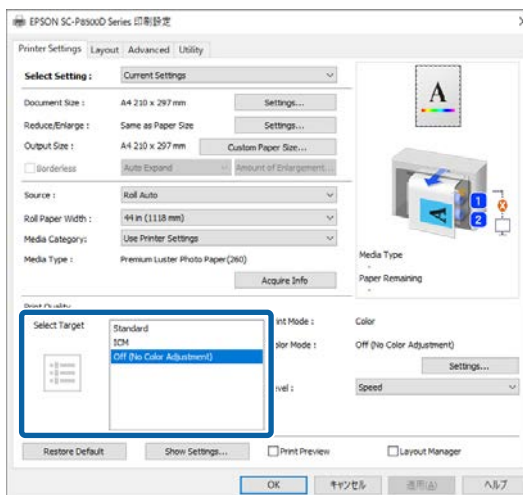 EPSON SC-P8500D Series 印刷設定
Printer Settings Layout Advanced Utility
Select Setting : Current Settings
Document Size : A4 210 x 297 mm Settings...
Reduce/Enlarge : Same as Paper Size Settings...
Output Size : A4 210 x 297 mm Custom Paper Size...
Borderless Auto Expand Amount of Enlargement...
Source : Roll Auto
Roll Paper Width : 44 in (1118 mm)
Media Category: Use Printer Settings
Media Type : Premium Luster Photo Paper(260)
Acquire Info
A
A
1
2
Media Type
-
Paper Remaining
-
Print Quality
Select Target
Standard
ICM
Off (No Color Adjustment)
int Mode : Color
olor Mode : Off (No Color Adjustment)
Settings...
evel : Speed
Restore Default Show Settings... Print Preview Layout Manager
OK キャンセル 適用(A) ヘルプ